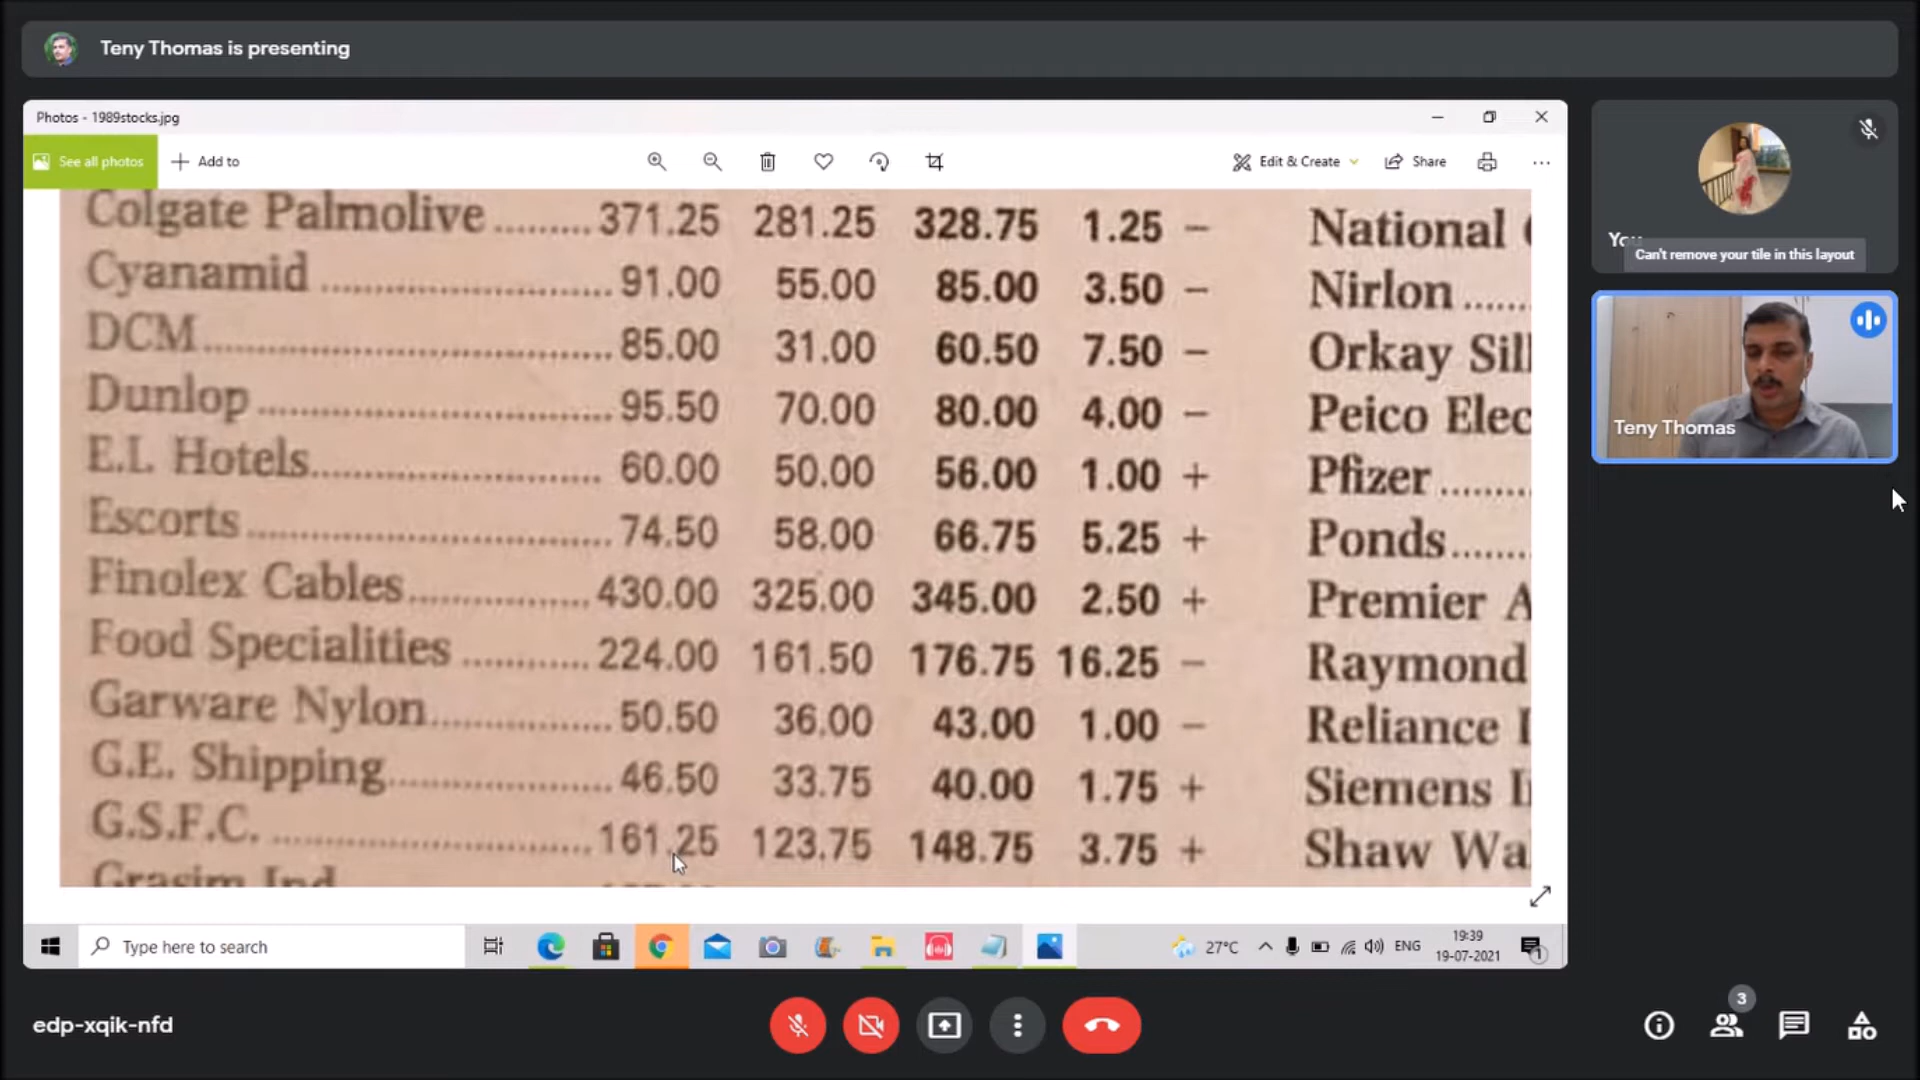 Teny Thomas is presenting
Photos - 1989stocks.jpg
See all photos
Add to
Edit & Create
Share
Colgate Palmolive ......... 371.25 281.25 328.75 1.25 - National
Cyanamid ............................. 91.00 55.00 85.00 3.50 - Nirlon ......
DCM ......................................... 85.00 31.00 60.50 7.50 - Orkay
Dunlop ................................... 95.50 70.00 80.00 4.00 - Peico
E.I. Hotels ............................. 60.00 50.00 56.00 1.00 + Pfizer ........
Escorts .................................... 74.50 58.00 66.75 5.25 + Ponds .......
Finolex Cables .................. 430.00 325.00 345.00 2.50 + Premier A
Food Specialities ............. 224.00 161.50 176.75 16.25 - Raymond
Garware Nylon .................. 50.50 36.00 43.00 1.00 - Reliance I
G.E. Shipping ...................... 46.50 33.75 40.00 1.75 + Siemens I
G.S.F.C. ................................ 161.25 123.75 148.75 3.75 + Shaw Wa
Grasim Ind
You
Can't remove your tile in this layout
Teny Thomas
Type here to search
27°C
ENG
19:39
19-07-2021
1
edp-xqik-nfd
3